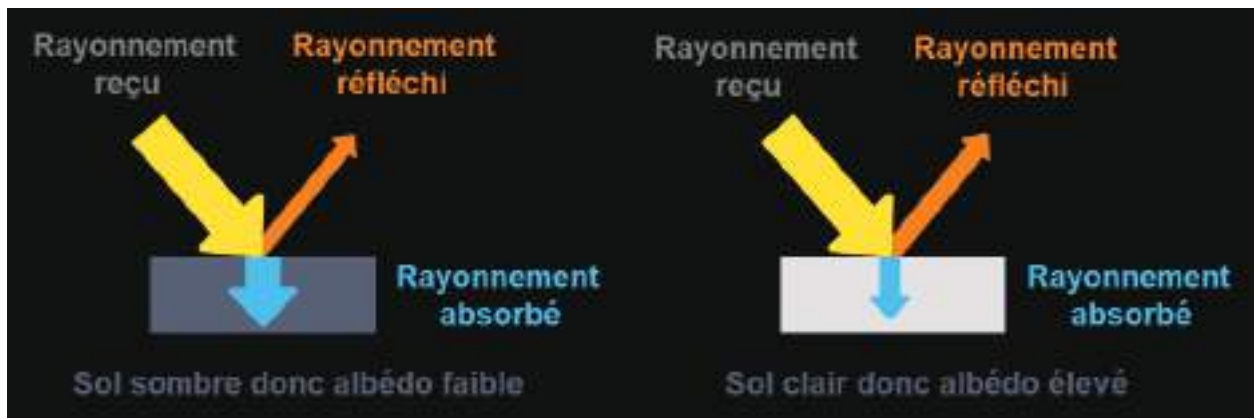 Rayonnement
reçu
Rayonnement
réfléchi
Rayonnement
absorbé
Sol sombre donc albédo faible
Rayonnement
reçu
Rayonnement
réfléchi
Rayonnement
absorbé
Sol clair donc albédo élevé